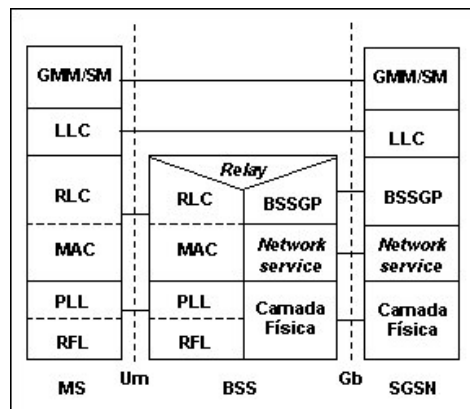 GMM/SM
GMM/SM
LLC
LLC
Relay
RLC
RLC
BSSGP
BSSGP
MAC
MAC
Network
service
Network
service
PLL
PLL
Camada
Física
Camada
Física
RFL
RFL
MS
Um
BSS
Gb
SGSN